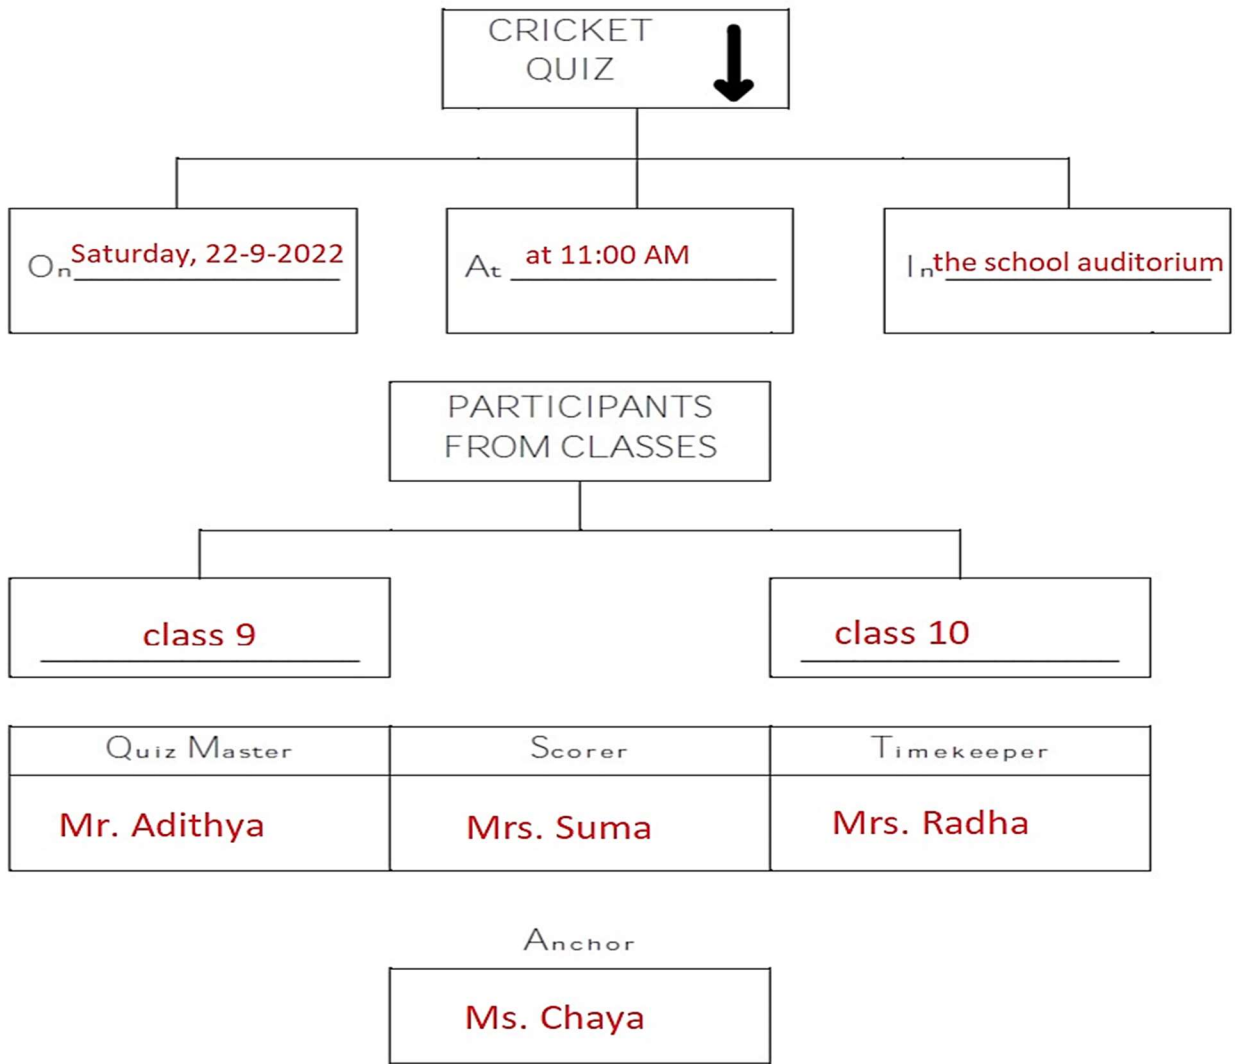 CRICKET
QUIZ
On Saturday, 22-9-2022
At at 11:00 AM
In the school auditorium
PARTICIPANTS
FROM CLASSES
class 9
class 10
Quiz Master
Scorer
Timekeeper
Mr. Adithya
Mrs. Suma
Mrs. Radha
Anchor
Ms. Chaya